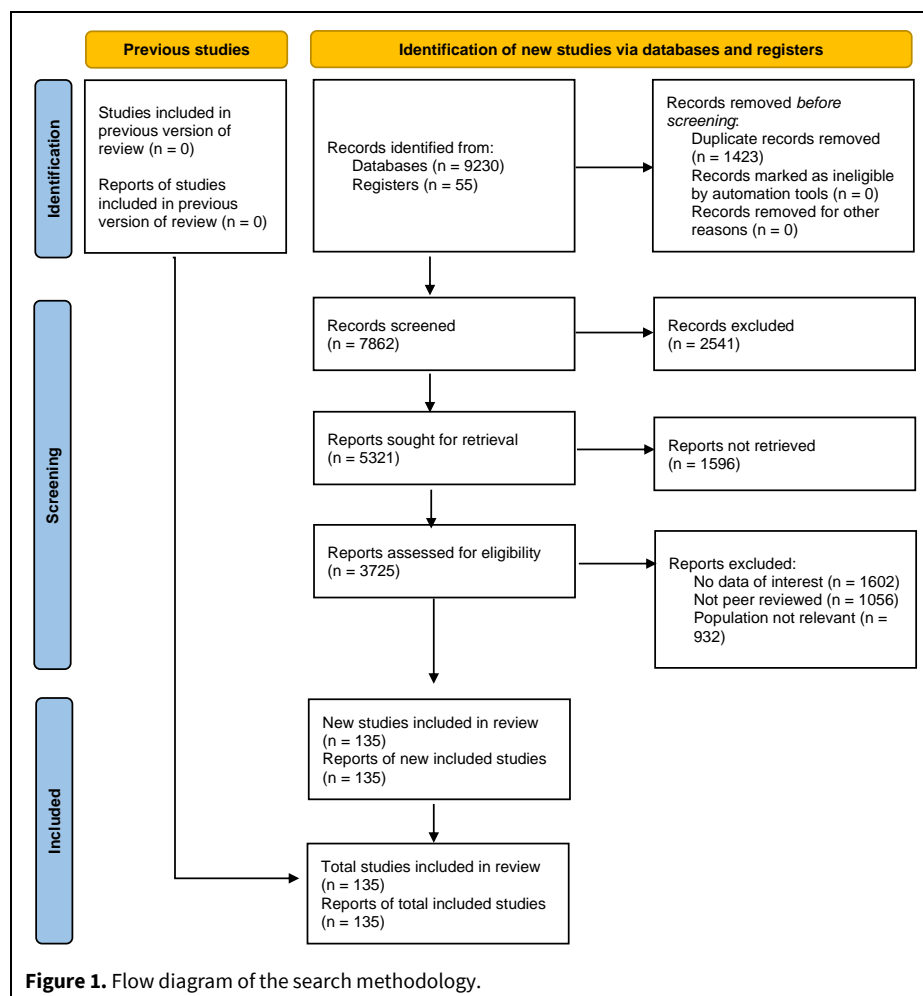 Previous studies
Identification of new studies via databases and registers
Identification
Studies included in
previous version of
review (n = 0)
Reports of studies
included in previous
version of review (n = 0)
Records identified from:
Databases (n = 9230)
Registers (n = 55)
Records removed before
screening:
Duplicate records removed
(n = 1423)
Records marked as ineligible
by automation tools (n = 0)
Records removed for other
reasons (n = 0)
Screening
Records screened
(n = 7862)
Records excluded
(n = 2541)
Reports sought for retrieval
(n = 5321)
Reports not retrieved
(n = 1596)
Reports assessed for eligibility
(n = 3725)
Reports excluded:
No data of interest (n = 1602)
Not peer reviewed (n = 1056)
Population not relevant (n =
932)
Included
New studies included in review
(n = 135)
Reports of new included studies
(n = 135)
Total studies included in review
(n = 135)
Reports of total included studies
(n = 135)
Figure 1. Flow diagram of the search methodology.